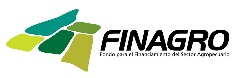 FINAGRO
Fondo para el Financiamiento del Sector Agropecuario